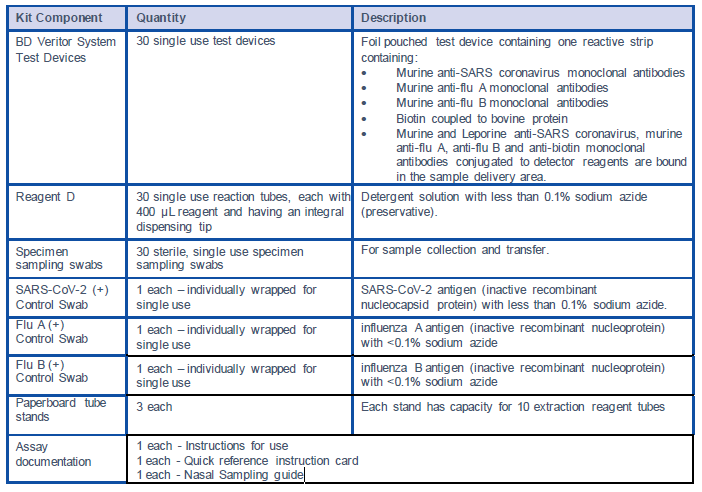 Kit Component Quantity Description
BD Veritor System
Test Devices
30 single use test devices
Foil pouched test device containing one reactive strip
containing:
• Murine anti-SARS coronavirus monoclonal antibodies
• Murine anti-flu A monoclonal antibodies
• Murine anti-flu B monoclonal antibodies
• Biotin coupled to bovine protein
• Murine and Leporine anti-SARS coronavirus, murine
anti-flu A, anti-flu B and anti-biotin monoclonal
antibodies conjugated to detector reagents are bound
in the sample delivery area.
Reagent D
30 single use reaction tubes, each with
400 µL reagent and having an integral
dispensing tip
Detergent solution with less than 0.1% sodium azide
(preservative).
Specimen
sampling swabs
30 sterile, single use specimen
sampling swabs
For sample collection and transfer.
SARS-CoV-2 (+)
Control Swab
1 each – individually wrapped for
single use
SARS-CoV-2 antigen (inactive recombinant
nucleocapsid protein) with less than 0.1% sodium azide.
Flu A (+)
Control Swab
1 each – individually wrapped for
single use
influenza A antigen (inactive recombinant nucleoprotein)
with <0.1% sodium azide
Flu B (+)
Control Swab
1 each – individually wrapped for
single use
influenza B antigen (inactive recombinant nucleoprotein)
with <0.1% sodium azide
Paperboard tube
stands
3 each
Each stand has capacity for 10 extraction reagent tubes
Assay
documentation
1 each - Instructions for use
1 each - Quick reference instruction card
1 each - Nasal Sampling guide